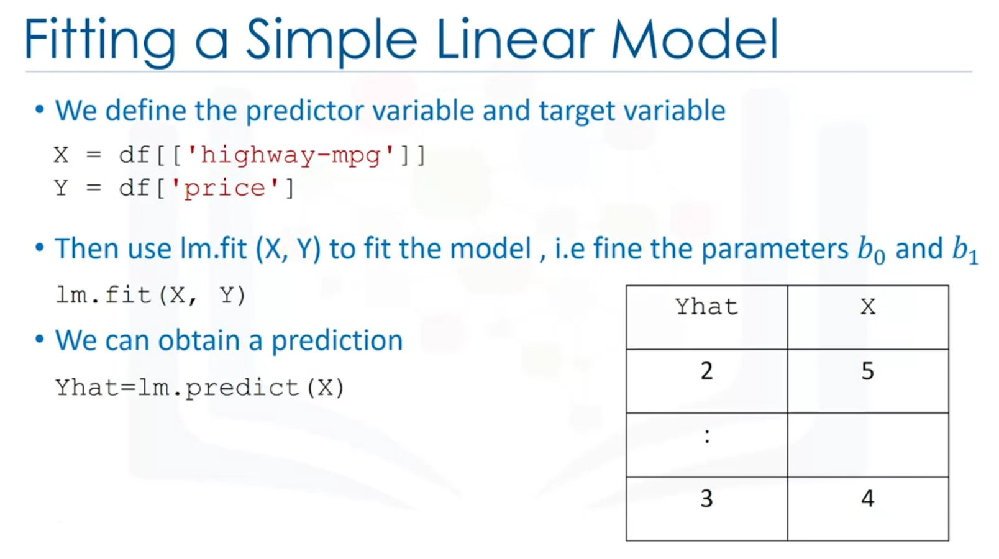 Fitting a Simple Linear Model
• We define the predictor variable and target variable
X = df[['highway-mpg']]
Y = df['price']
• Then use lm.fit (X, Y) to fit the model , i.e fine the parameters b₀ and b₁
lm.fit(X, Y)
• We can obtain a prediction
Yhat=lm.predict(X)
Yhat X
2 5
:
3 4